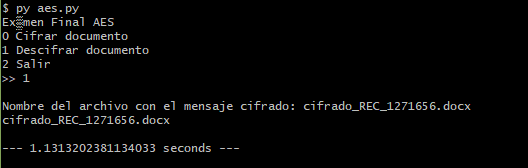 $ py aes.py
Examen Final AES
0 Cifrar documento
1 Descifrar documento
2 Salir
>> 1
Nombre del archivo con el mensaje cifrado: cifrado_REC_1271656.docx
cifrado_REC_1271656.docx
--- 1.1313202381134033 seconds ---